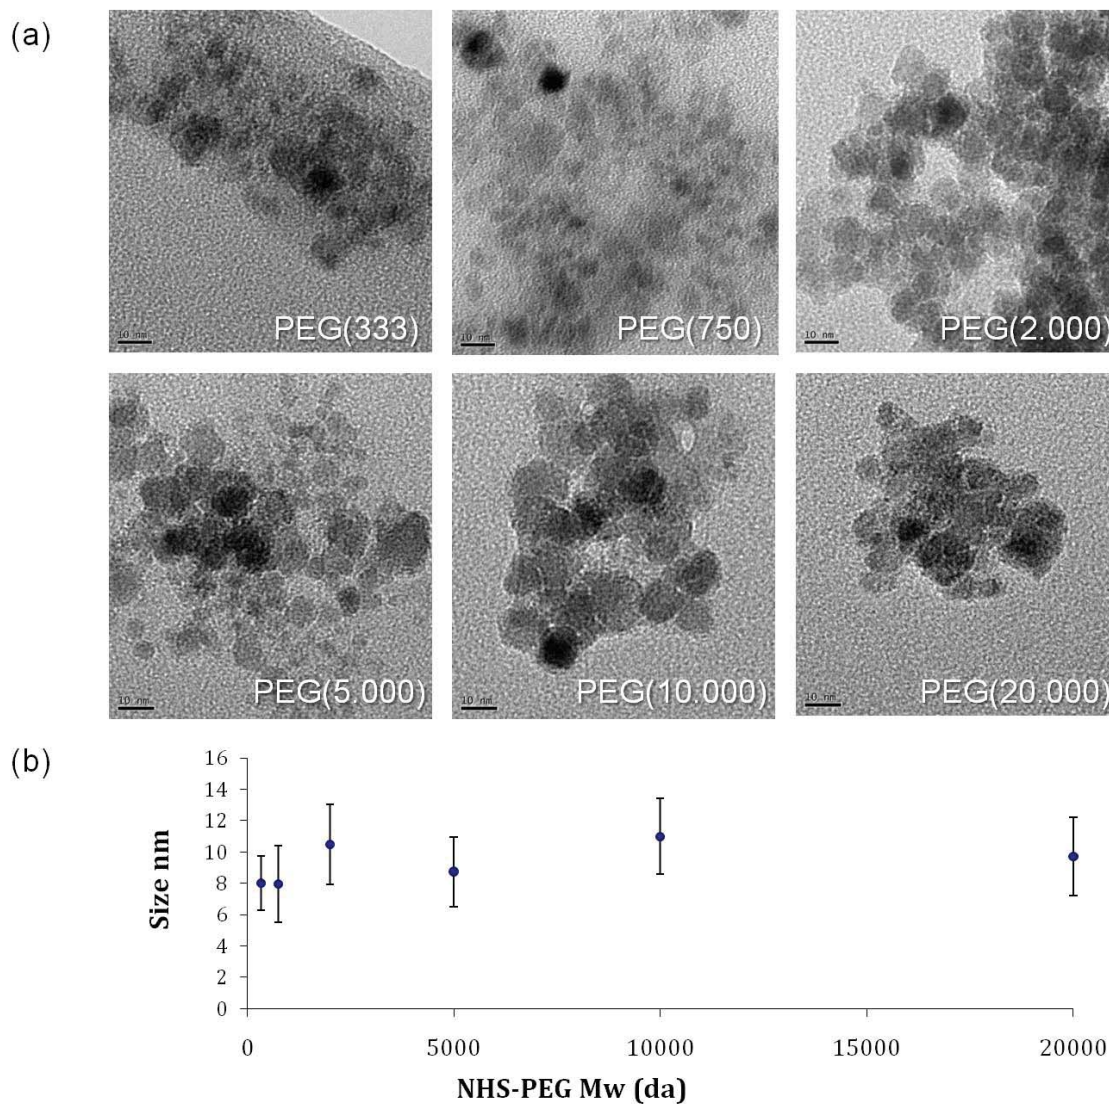 (a)
10 nm
PEG(333)
10 nm
PEG(750)
10 nm
PEG(2.000)
10 nm
PEG(5.000)
10 nm
PEG(10.000)
10 nm
PEG(20.000)
(b)
16
14
12
10
8
6
4
2
0
Size nm
0 5000 10000 15000 20000
NHS-PEG Mw (da)